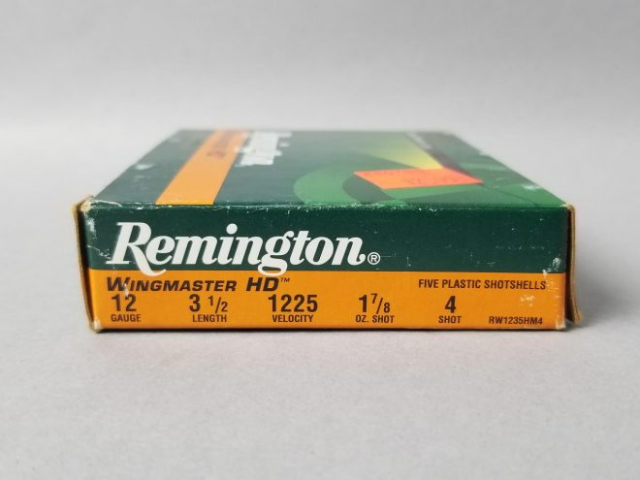 Remington®
WINGMASTER HD™
FIVE PLASTIC SHOTSHELLS
12 3 1/2 1225 1 7/8 4
GAUGE LENGTH VELOCITY OZ. SHOT SHOT RW1235HM4